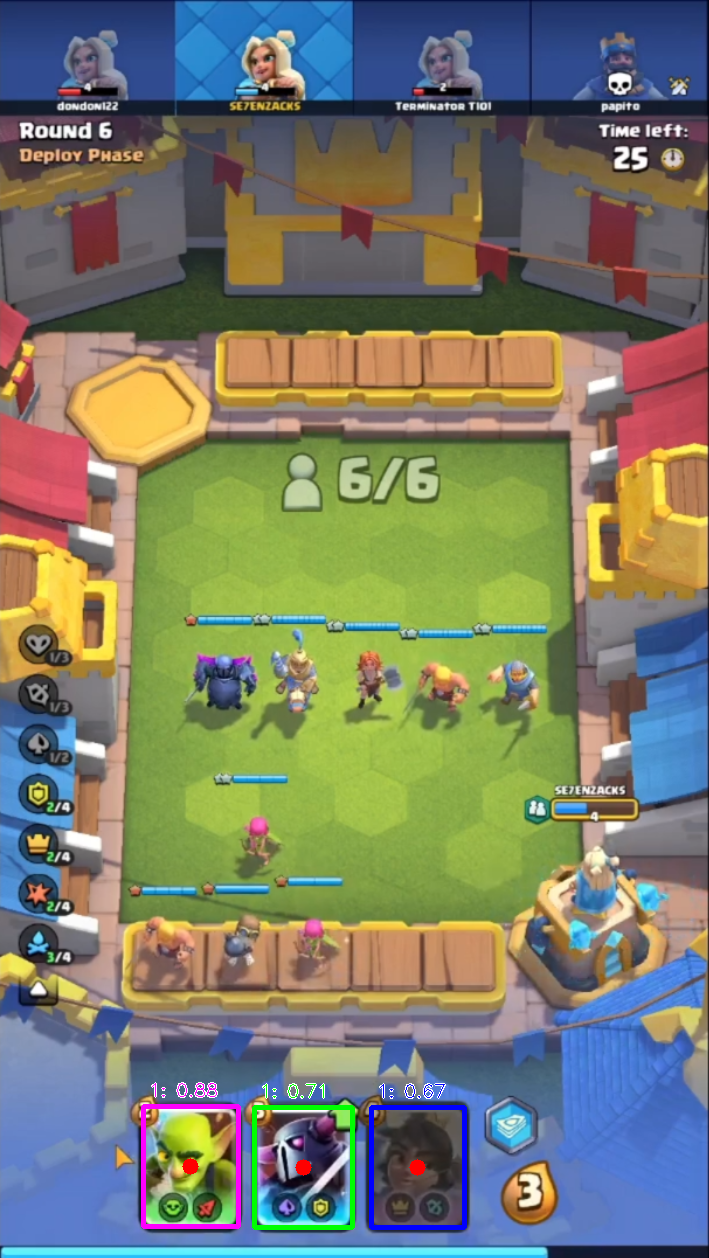 4
4
2
dondon122
SE7ENZACKS
Terminator T101
papito
Round 6
Deploy Phase
Time left:
25
6/6
1/3
1/3
1/2
2/4
2/4
2/4
3/4
SE7ENZACKS
4
1: 0.88
1: 0.71
1: 0.67
3